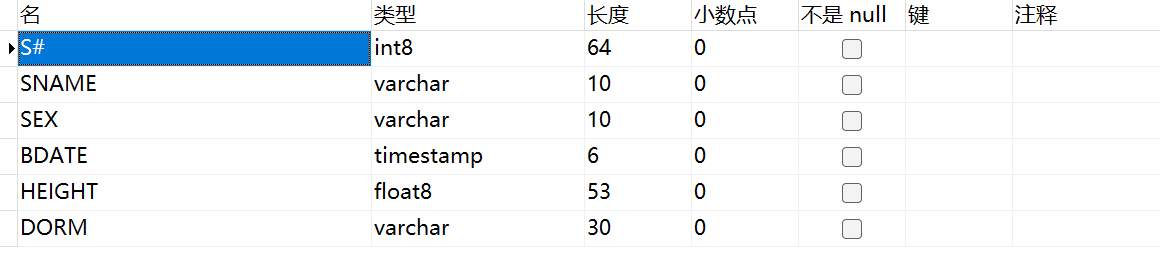 名 类型 长度 小数点 不是 null 键 注释
S# int8 64 0
SNAME varchar 10 0
SEX varchar 10 0
BDATE timestamp 6 0
HEIGHT float8 53 0
DORM varchar 30 0